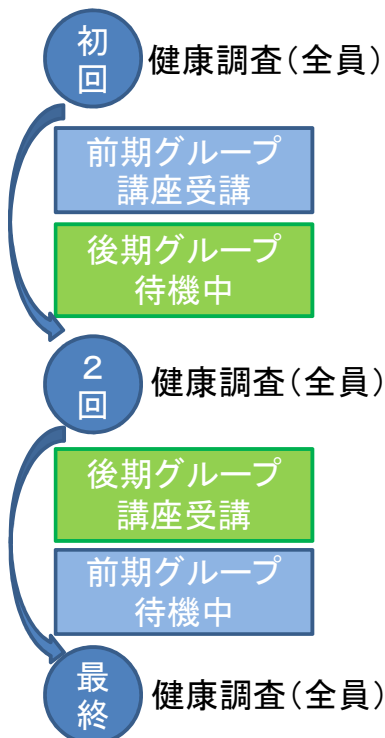 初
回
健康調査(全員)
前期グループ
講座受講
後期グループ
待機中
２
回
健康調査(全員)
後期グループ
講座受講
前期グループ
待機中
最
終
健康調査(全員)